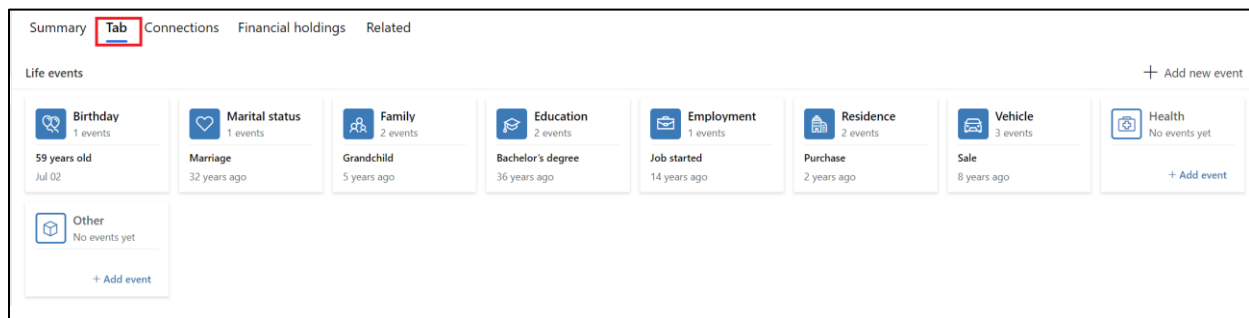 Summary Tab Connections Financial holdings Related
Life events
+ Add new event
Birthday
1 events
59 years old
Jul 02
Marital status
1 events
Marriage
32 years ago
Family
2 events
Grandchild
5 years ago
Education
2 events
Bachelor's degree
36 years ago
Employment
1 events
Job started
14 years ago
Residence
2 events
Purchase
2 years ago
Vehicle
3 events
Sale
8 years ago
Health
No events yet
+ Add event
Other
No events yet
+ Add event